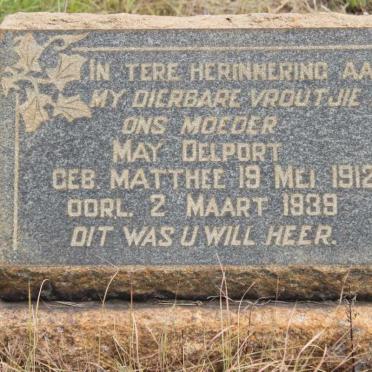 IN TERE HERINNERING AA
MY DIERBARE VROUTJIE
ONS MOEDER
MAY DELPORT
GEB MATTHEE 19 MEI 1912
OORL. 2 MAART 1939
DIT WAS U WILL HEER.